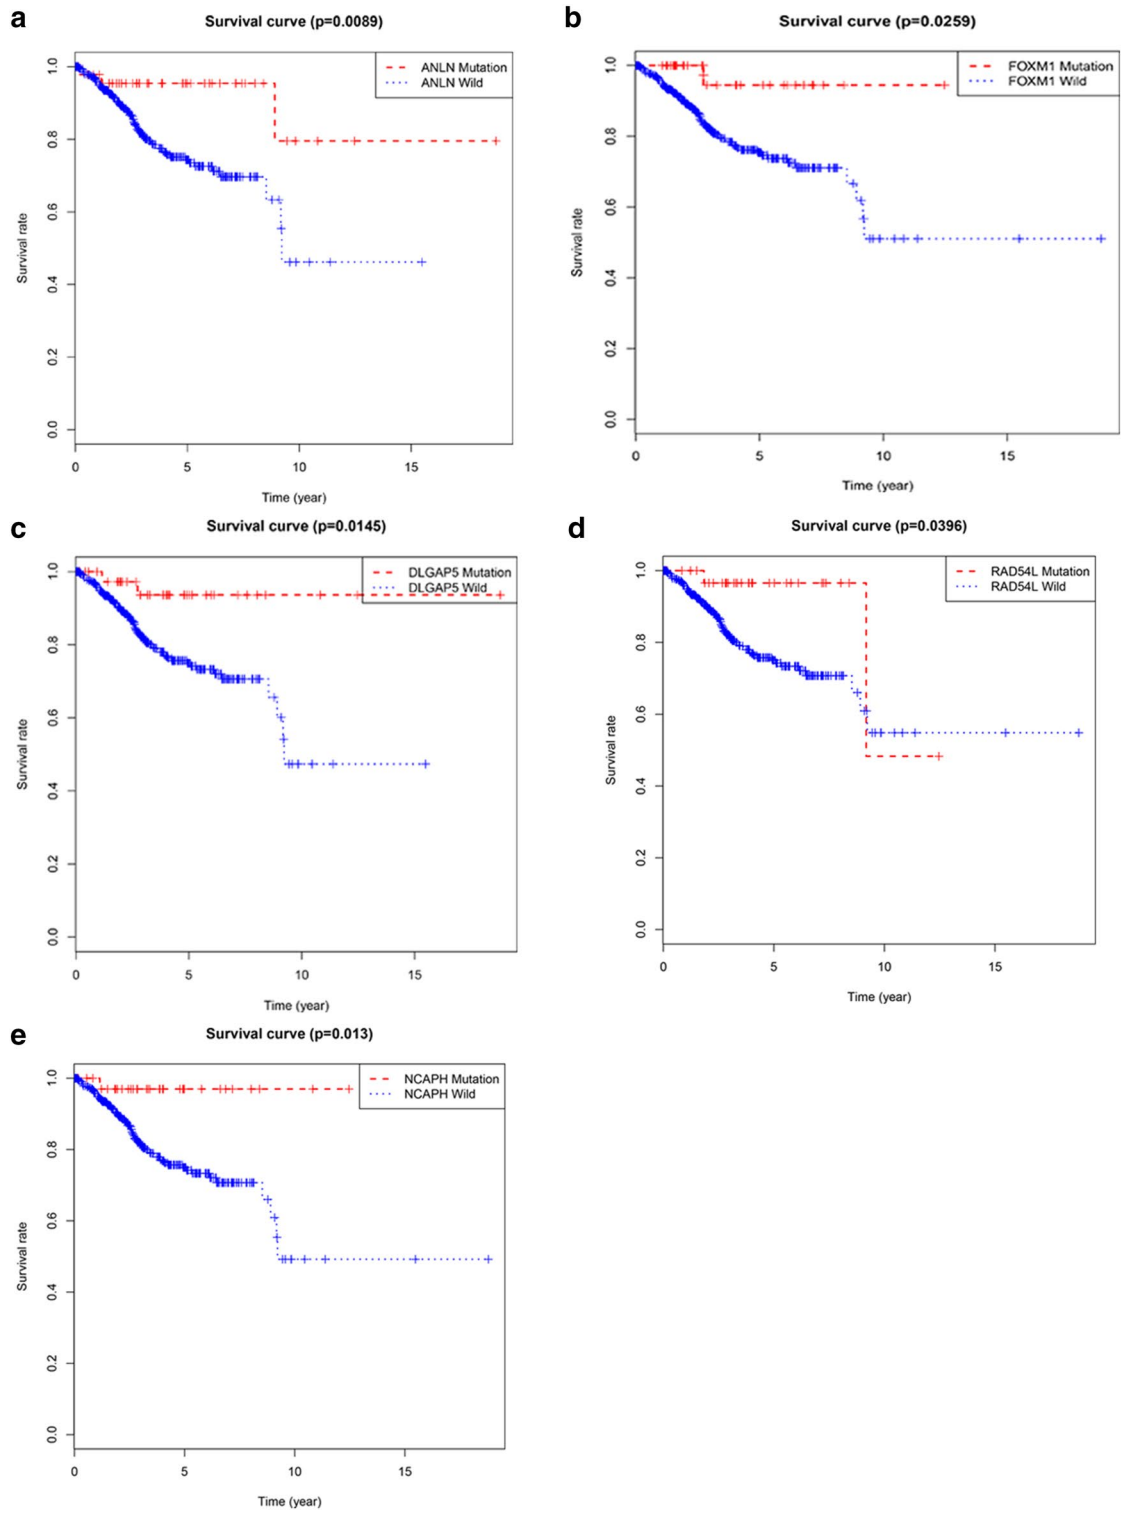 a
Survival curve (p=0.0089)
ANLN Mutation
ANLN Wild
Survival rate
1.0
0.8
0.6
0.4
0.2
0.0
0 5 10 15
Time (year)
b
Survival curve (p=0.0259)
FOXM1 Mutation
FOXM1 Wild
Survival rate
1.0
0.8
0.6
0.4
0.2
0.0
0 5 10 15
Time (year)
c
Survival curve (p=0.0145)
DLGAP5 Mutation
DLGAP5 Wild
Survival rate
1.0
0.8
0.6
0.4
0.2
0.0
0 5 10 15
Time (year)
d
Survival curve (p=0.0396)
RAD54L Mutation
RAD54L Wild
Survival rate
1.0
0.8
0.6
0.4
0.2
0.0
0 5 10 15
Time (year)
e
Survival curve (p=0.013)
NCAPH Mutation
NCAPH Wild
Survival rate
1.0
0.8
0.6
0.4
0.2
0.0
0 5 10 15
Time (year)